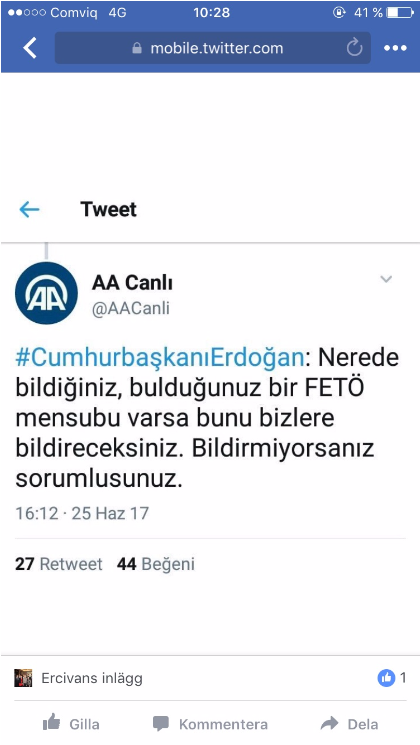 Comviq 4G 10:28 41 %
mobile.twitter.com
Tweet
AA
AA Canlı
@AACanli
#CumhurbaşkanıErdoğan: Nerede
bildiğiniz, bulduğunuz bir FETÖ
mensubu varsa bunu bizlere
bildireceksiniz. Bildirmiyorsanız
sorumlusunuz.
16:12 · 25 Haz 17
27 Retweet 44 Beğeni
Ercivans inlägg 1
Gilla Kommentera Dela